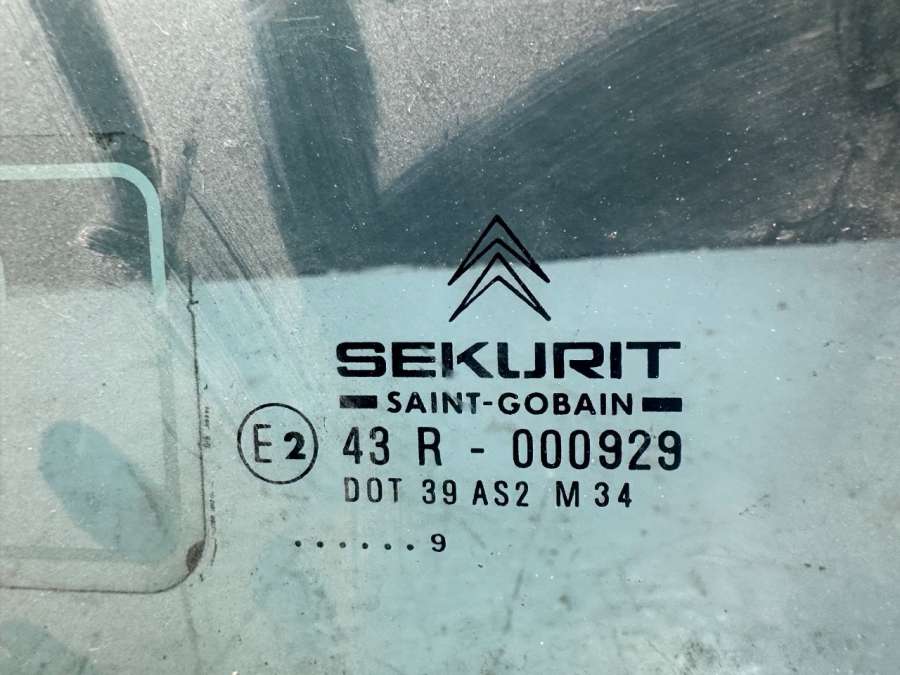 SEKURIT
SAINT-GOBAIN
E2 43 R - 000929
DOT 39 AS2 M 34
......9